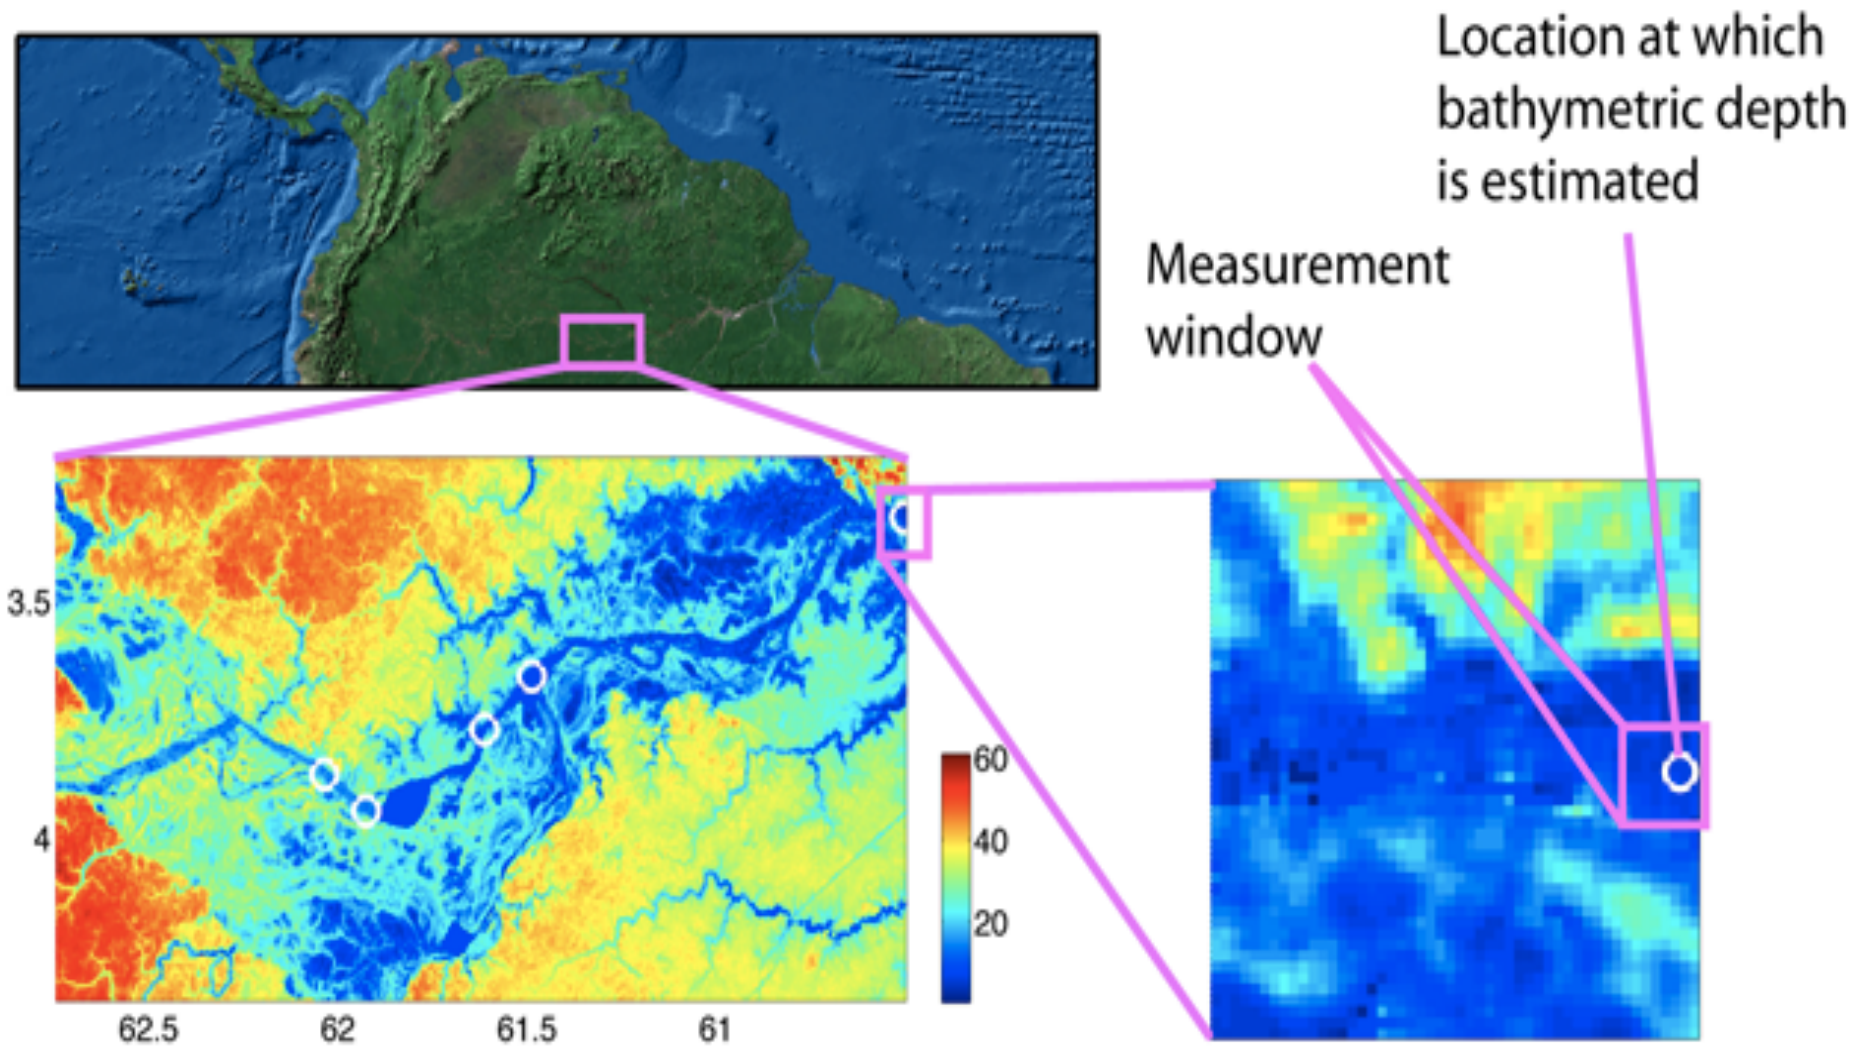 Location at which
bathymetric depth
is estimated
Measurement
window
3.5
4
60
40
20
62.5
62
61.5
61